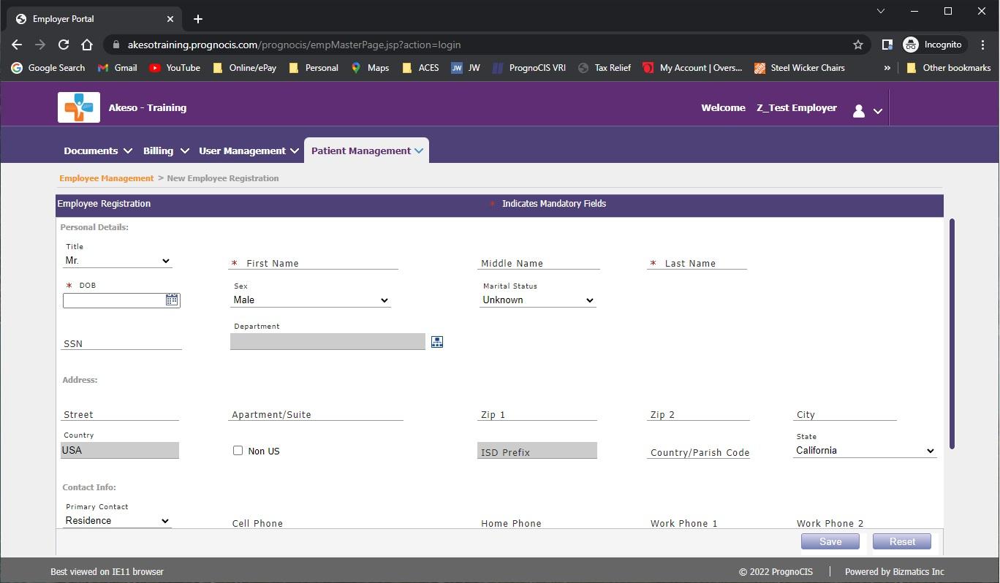 Employer Portal
akesotraining.prognocis.com/prognocis/empMasterPage.jsp?action=login
Incognito
Google Search Gmail YouTube Online/ePay Personal Maps ACES JW JW PrognoCIS VRI Tax Relief My Account | Overs... Steel Wicker Chairs » Other bookmarks
Akeso - Training Welcome Z_Test Employer
Documents Billing User Management Patient Management
Employee Management > New Employee Registration
Employee Registration * Indicates Mandatory Fields
Personal Details:
Title
Mr. * First Name Middle Name * Last Name
* DOB Sex Marital Status
Male Unknown
Department
SSN
Address:
Street Apartment/Suite Zip 1 Zip 2 City
Country State
USA Non US ISD Prefix Country/Parish Code California
Contact Info:
Primary Contact
Residence Cell Phone Home Phone Work Phone 1 Work Phone 2
Save Reset
Best viewed on IE11 browser © 2022 PrognoCIS | Powered by Bizmatics Inc